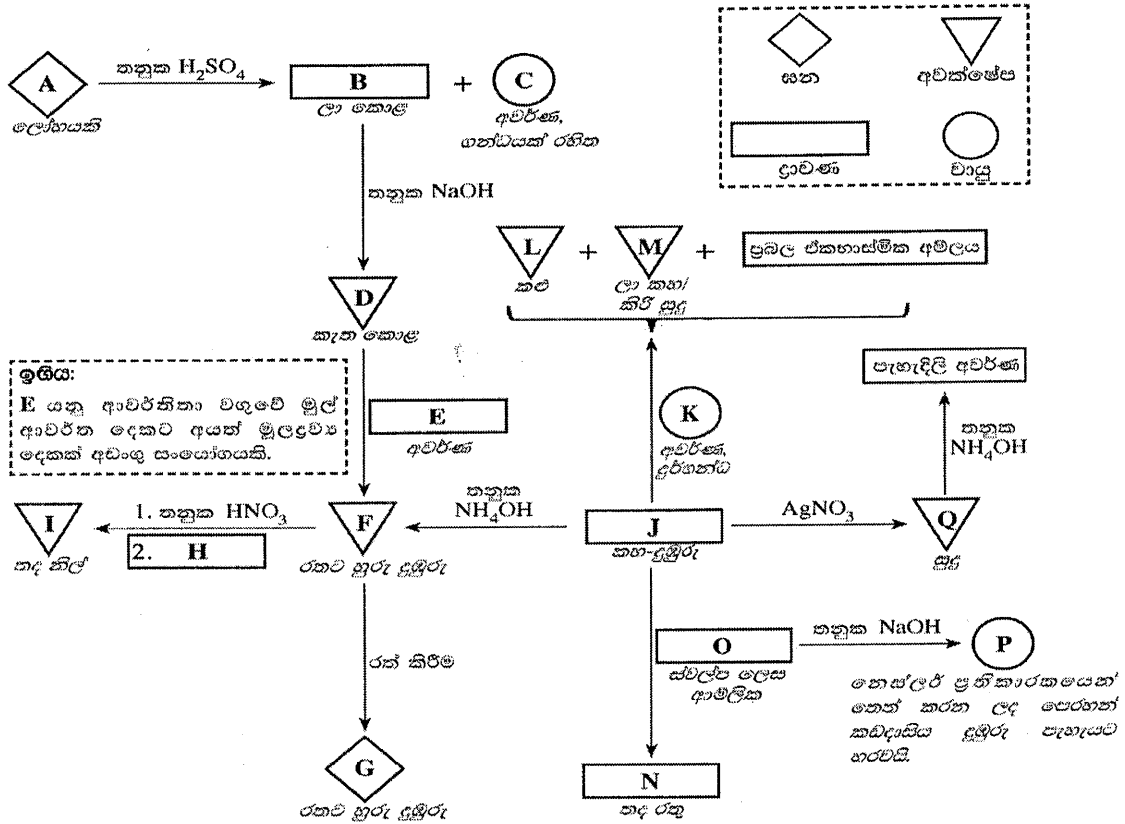 A
ලෝහයකි
තනුක H₂SO₄
B
ලා කොළ
+
C
අවර්ණ,
ගන්ධයක් රහිත
ඝන
අවක්ෂේප
ද්‍රාවණ
වායු
තනුක NaOH
D
කැත කොළ
L
කළු
+
M
ලා කහ/
කිරි සුදු
+
ප්‍රබල ඒකභාස්මික අම්ලය
ඉඟිය:
E යනු ආවර්තිතා වගුවේ මුල්
ආවර්ත දෙකට අයත් මූලද්‍රව්‍ය
දෙකක් අඩංගු සංයෝගයකි.
E
අවර්ණ
K
අවර්ණ,
දුර්ගන්ධ
පැහැදිලි අවර්ණ
තනුක
NH₄OH
I
තද නිල්
1. තනුක HNO₃
2. H
F
රතට හුරු දුඹුරු
තනුක
NH₄OH
J
කහ-දුඹුරු
AgNO₃
Q
සුදු
රත් කිරීම
G
රතට හුරු දුඹුරු
O
ස්වල්ප ලෙස
ආම්ලික
තනුක NaOH
P
නෙස්ලර් ප්‍රතිකාරකයෙන්
තෙත් කරන ලද පෙරහන්
කඩදාසිය දුඹුරු පැහැයට
හරවයි.
N
තද රතු